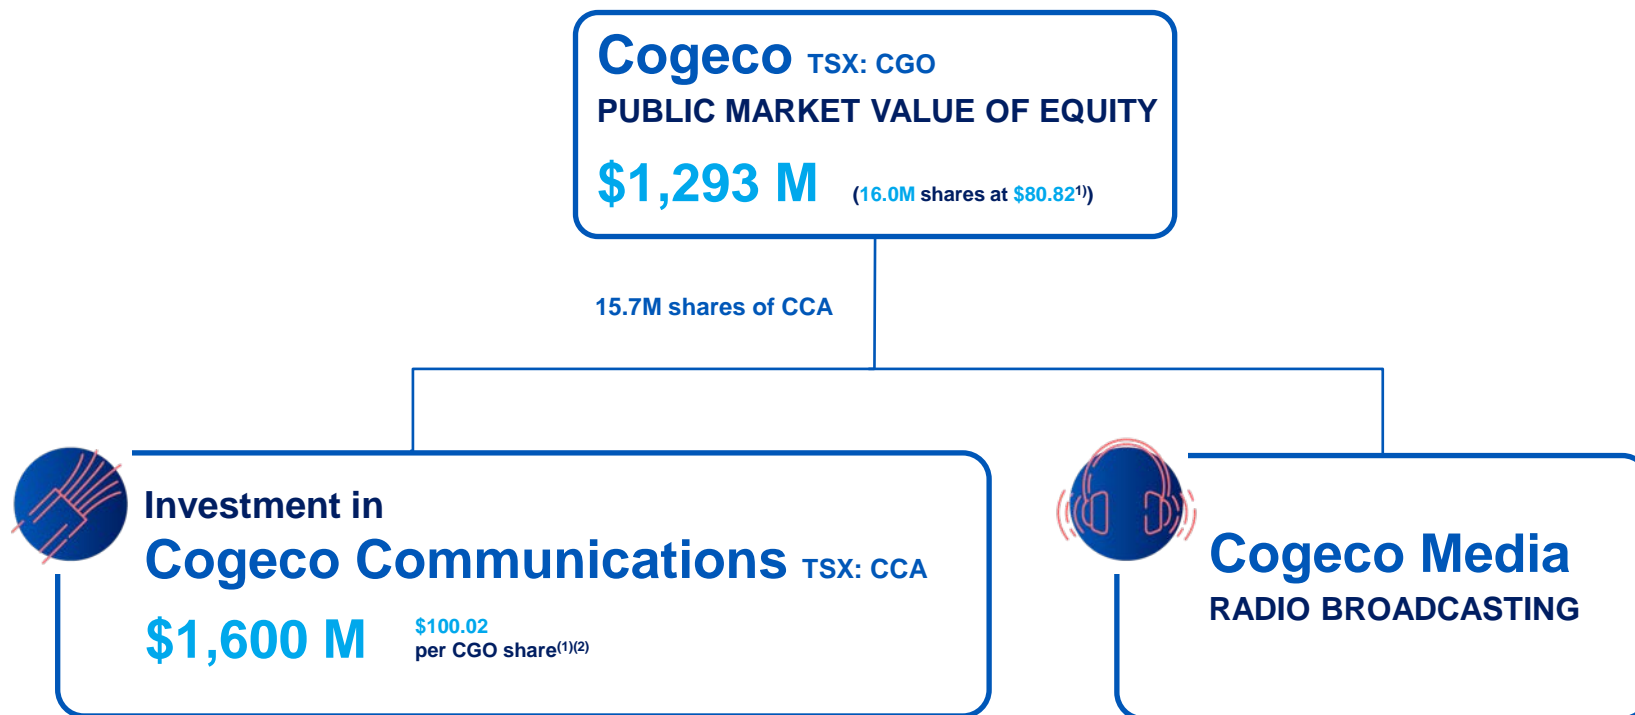 Cogeco TSX: CGO
PUBLIC MARKET VALUE OF EQUITY
$1,293 M (16.0M shares at $80.82¹⁾)
15.7M shares of CCA
Investment in
Cogeco Communications TSX: CCA
$1,600 M $100.02
per CGO share⁽¹⁾⁽²⁾
Cogeco Media
RADIO BROADCASTING